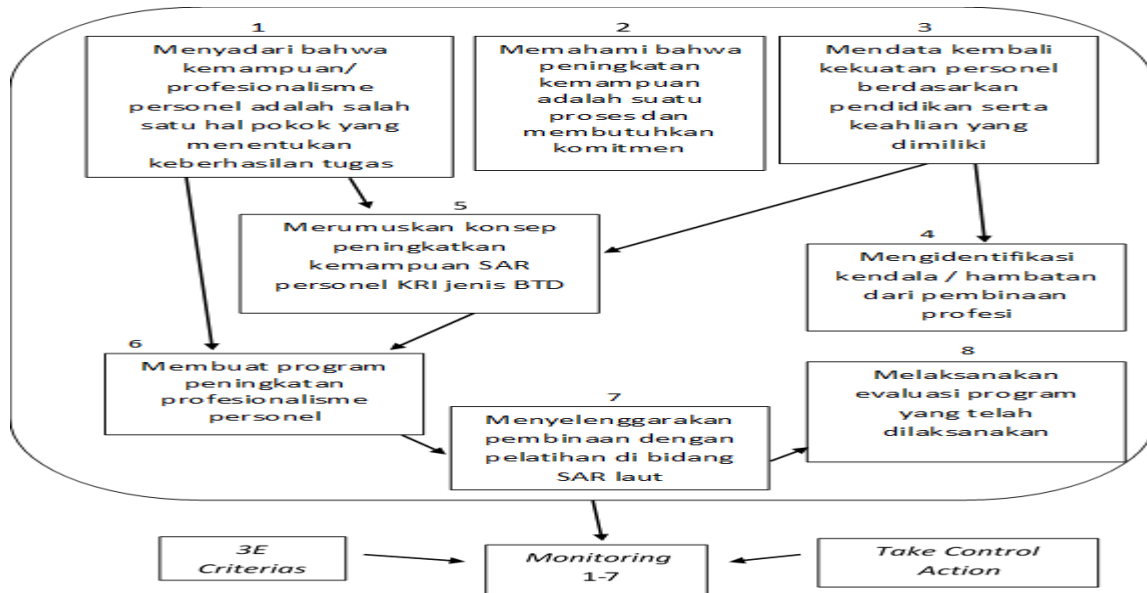 1
Menyadari bahwa
kemampuan/
profesionalisme
personel adalah salah
satu hal pokok yang
menentukan
keberhasilan tugas
2
Memahami bahwa
peningkatan
kemampuan
adalah suatu
proses dan
membutuhkan
komitmen
3
Mendata kembali
kekuatan personel
berdasarkan
pendidikan serta
keahlian yang
dimiliki
5
Merumuskan konsep
peningkatkan
kemampuan SAR
personel KRI jenis BTD
4
Mengidentifikasi
kendala / hambatan
dari pembinaan
profesi
6
Membuat program
peningkatan
profesionalisme
personel
7
Menyelenggarakan
pembinaan dengan
pelatihan di bidang
SAR laut
8
Melaksanakan
evaluasi program
yang telah
dilaksanakan
3E
Criterias
Monitoring
1-7
Take Control
Action